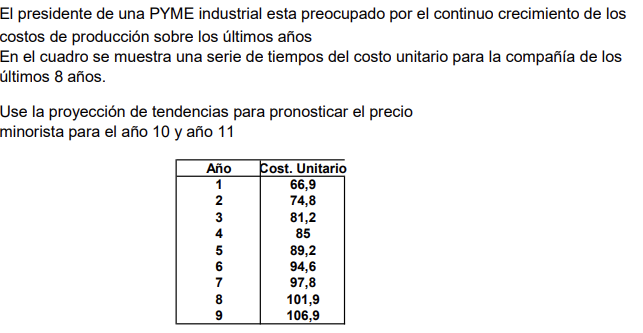 El presidente de una PYME industrial esta preocupado por el continuo crecimiento de los
costos de producción sobre los últimos años
En el cuadro se muestra una serie de tiempos del costo unitario para la compañía de los
últimos 8 años.
Use la proyección de tendencias para pronosticar el precio
minorista para el año 10 y año 11
Año Cost. Unitario
1 66,9
2 74,8
3 81,2
4 85
5 89,2
6 94,6
7 97,8
8 101,9
9 106,9